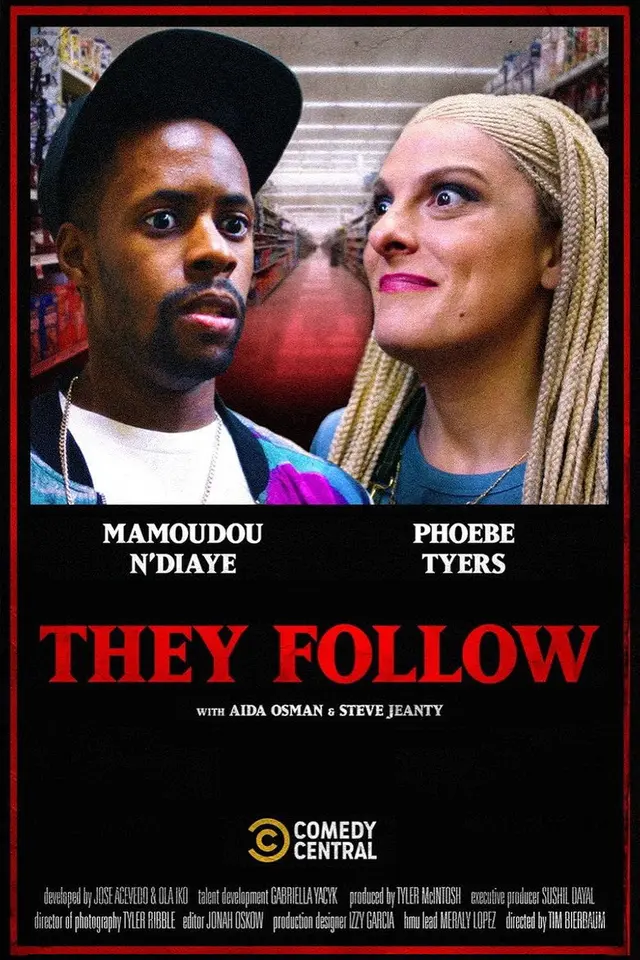 MAMOUDOU
N'DIAYE
PHOEBE
TYERS
THEY FOLLOW
WITH AIDA OSMAN & STEVE JEANTY
COMEDY
CENTRAL
developed by JOSE ACEVEDO & OLA IKO talent development GABRIELLA YACYK produced by TYLER McINTOSH executive producer SUSHIL DAYAL
director of photography TYLER RIBBLE editor JONAH OSKOW production designer IZZY GARCIA hmu lead MERALY LOPEZ directed by TIM BIERBAUM